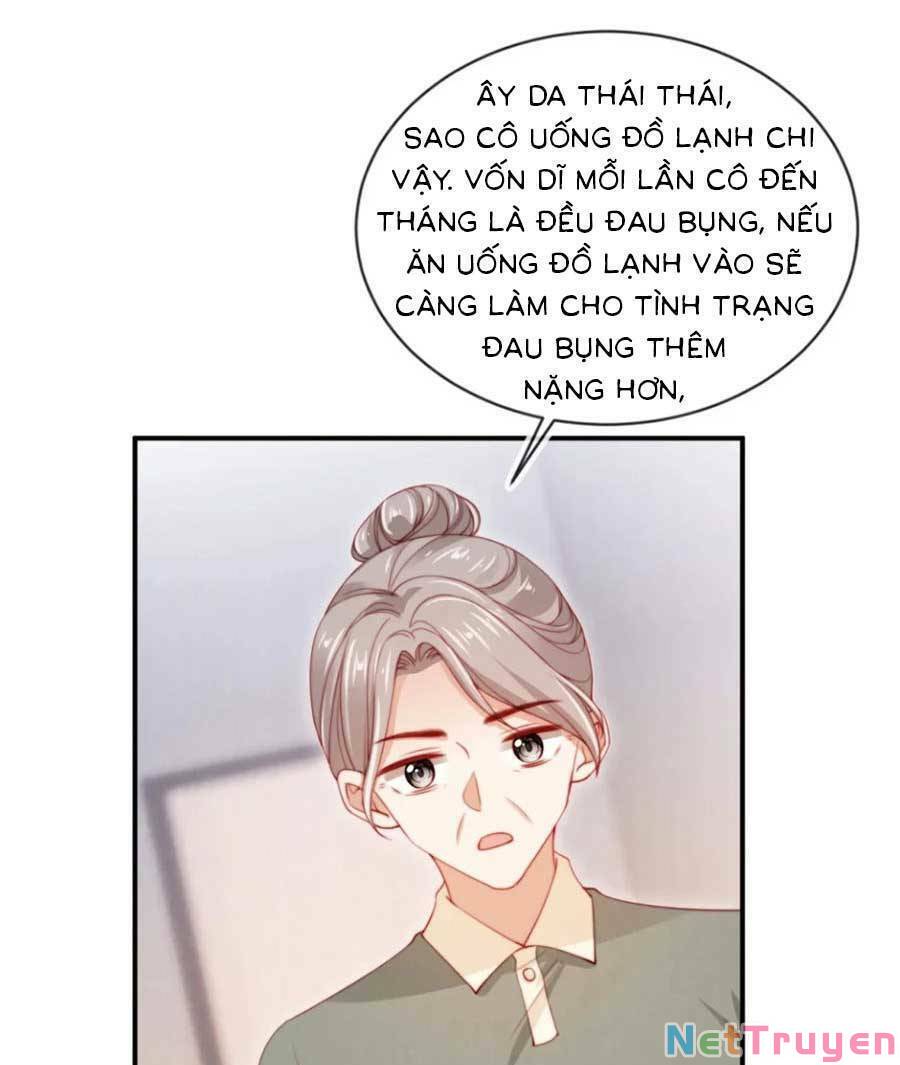 ÂY DA THÁI THÁI,
SAO CÔ UỐNG ĐỒ LẠNH CHI
VẬY. VỐN DĨ MỖI LẦN CÔ ĐẾN
THÁNG LÀ ĐỀU ĐAU BỤNG, NẾU
ĂN UỐNG ĐỒ LẠNH VÀO SẼ
CÀNG LÀM CHO TÌNH TRẠNG
ĐAU BỤNG THÊM
NẶNG HƠN,
NetTruyen